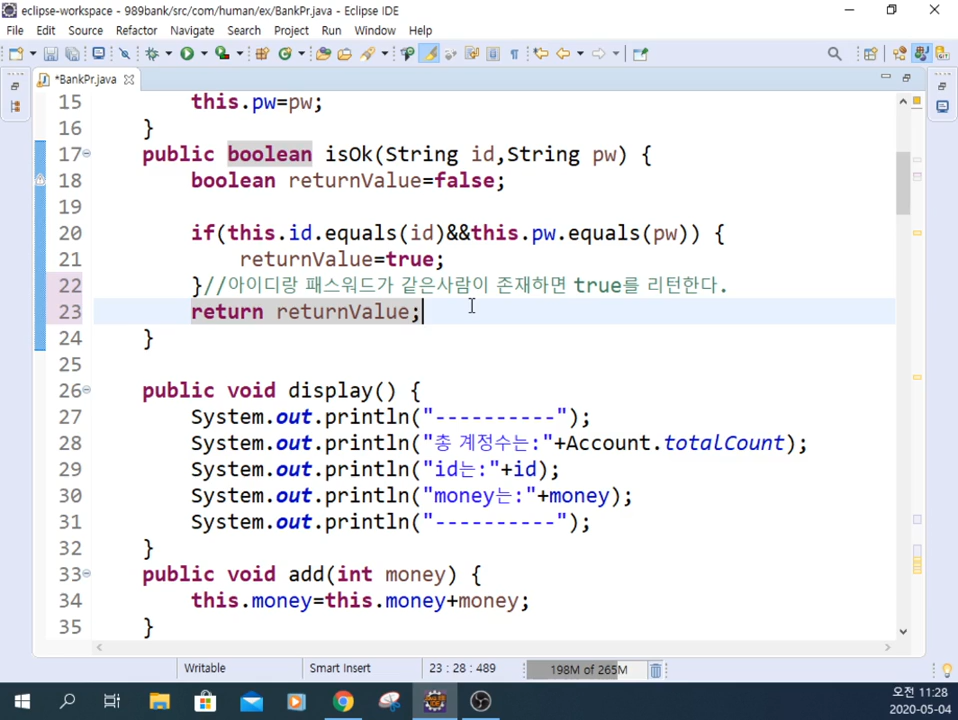 eclipse-workspace - 989bank/src/com/human/ex/BankPr.java - Eclipse IDE
File Edit Source Refactor Navigate Search Project Run Window Help
*BankPr.java
15 this.pw=pw;
16 }
17 public boolean isOk(String id,String pw) {
18 boolean returnValue=false;
19
20 if(this.id.equals(id)&&this.pw.equals(pw)) {
21 returnValue=true;
22 }//아이디랑 패스워드가 같은사람이 존재하면 true를 리턴한다.
23 return returnValue;
24 }
25
26 public void display() {
27 System.out.println("----------");
28 System.out.println("총 계정수는:"+Account.totalCount);
29 System.out.println("id는:"+id);
30 System.out.println("money는:"+money);
31 System.out.println("----------");
32 }
33 public void add(int money) {
34 this.money=this.money+money;
35 }
Writable Smart Insert 23 : 28 : 489 198M of 265M
오전 11:28
2020-05-04